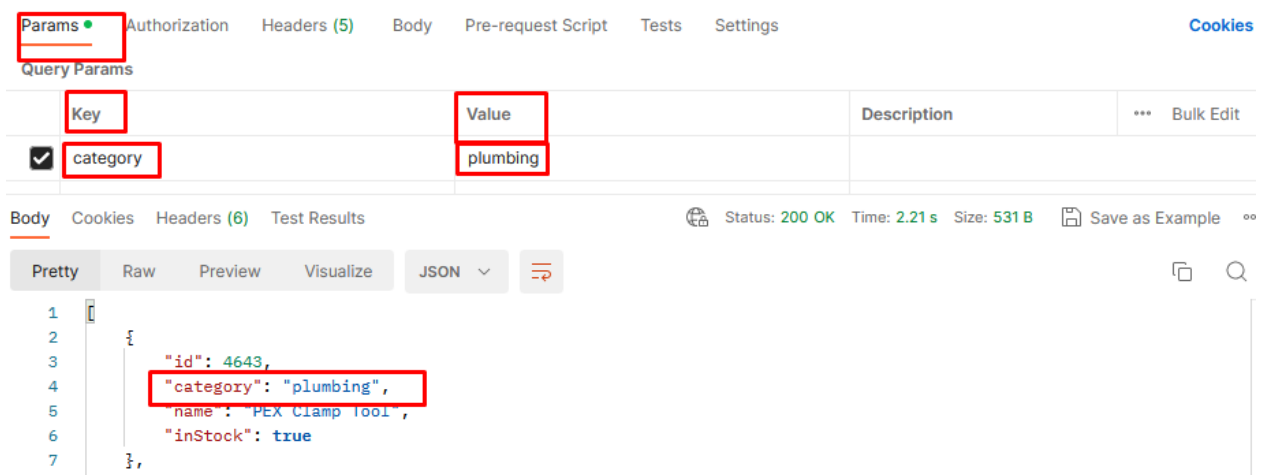 Params Authorization Headers (5) Body Pre-request Script Tests Settings Cookies
Query Params
Key Value Description ••• Bulk Edit
category plumbing
Body Cookies Headers (6) Test Results Status: 200 OK Time: 2.21 s Size: 531 B Save as Example
Pretty Raw Preview Visualize JSON
1 [
2 {
3 "id": 4643,
4 "category": "plumbing",
5 "name": "PEX Clamp Tool",
6 "inStock": true
7 },